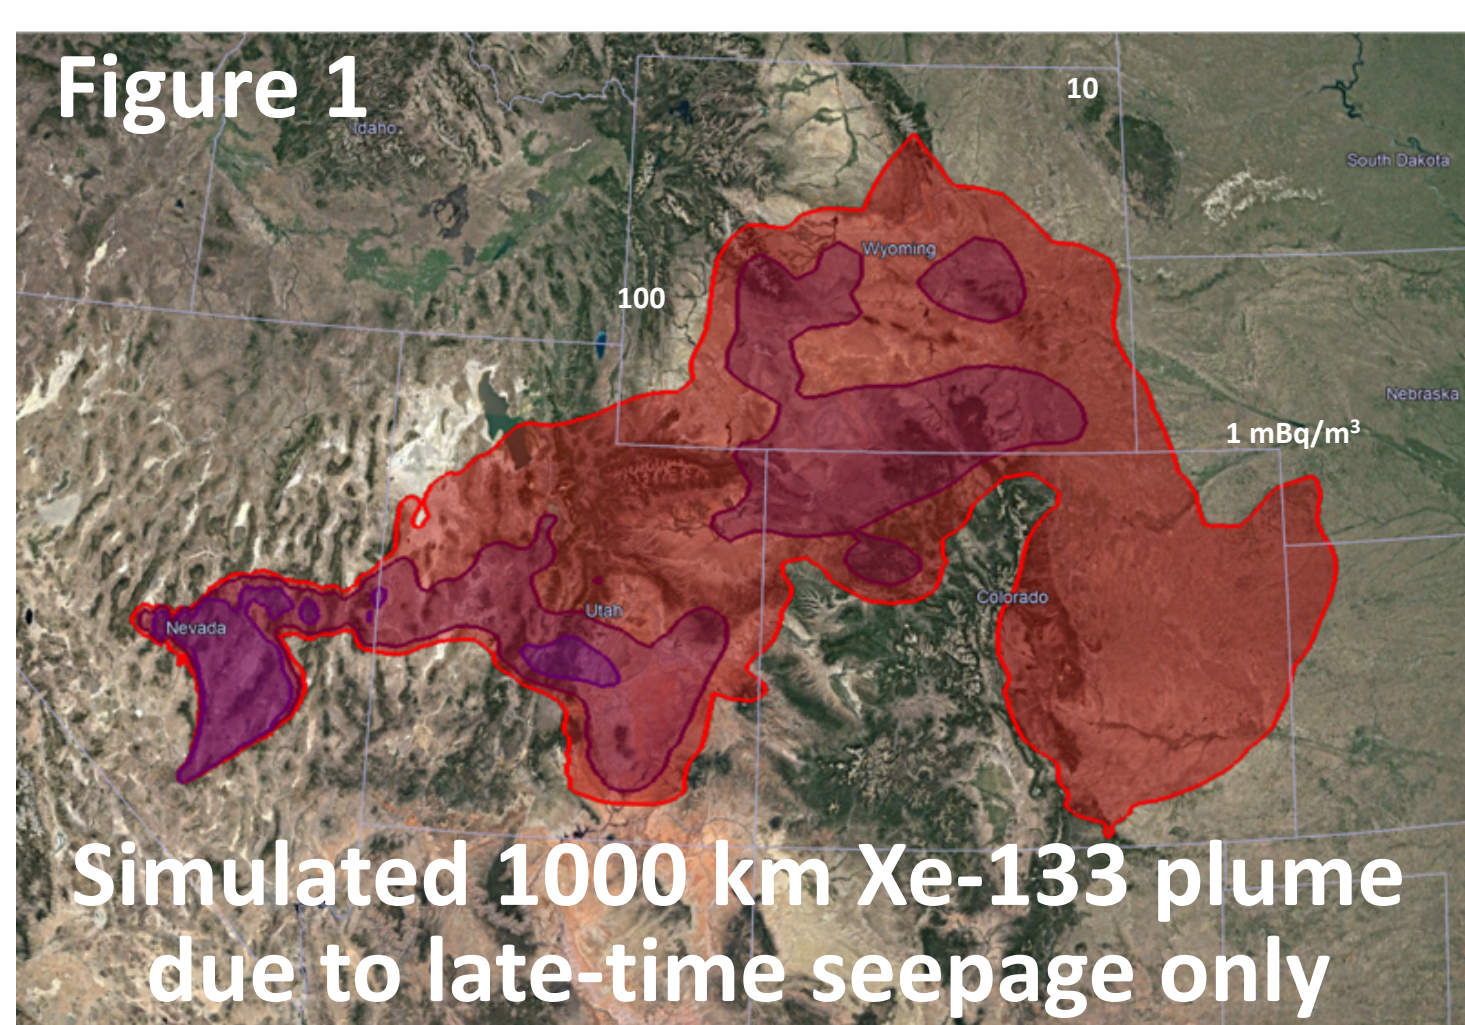 Figure 1
10
Idaho
South Dakota
Wyoming
100
Nebraska
1 mBq/m³
Colorado
Utah
Nevada
Simulated 1000 km Xe-133 plume
due to late-time seepage only